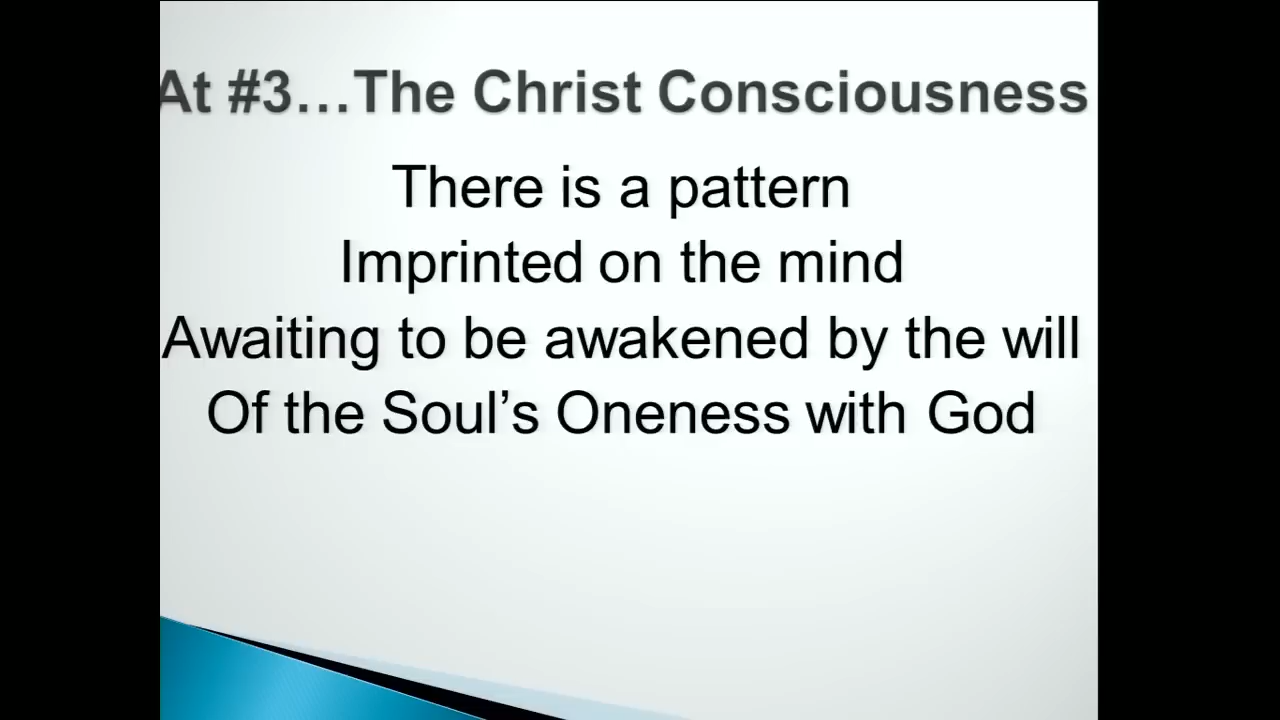 At #3…The Christ Consciousness
There is a pattern
Imprinted on the mind
Awaiting to be awakened by the will
Of the Soul’s Oneness with God